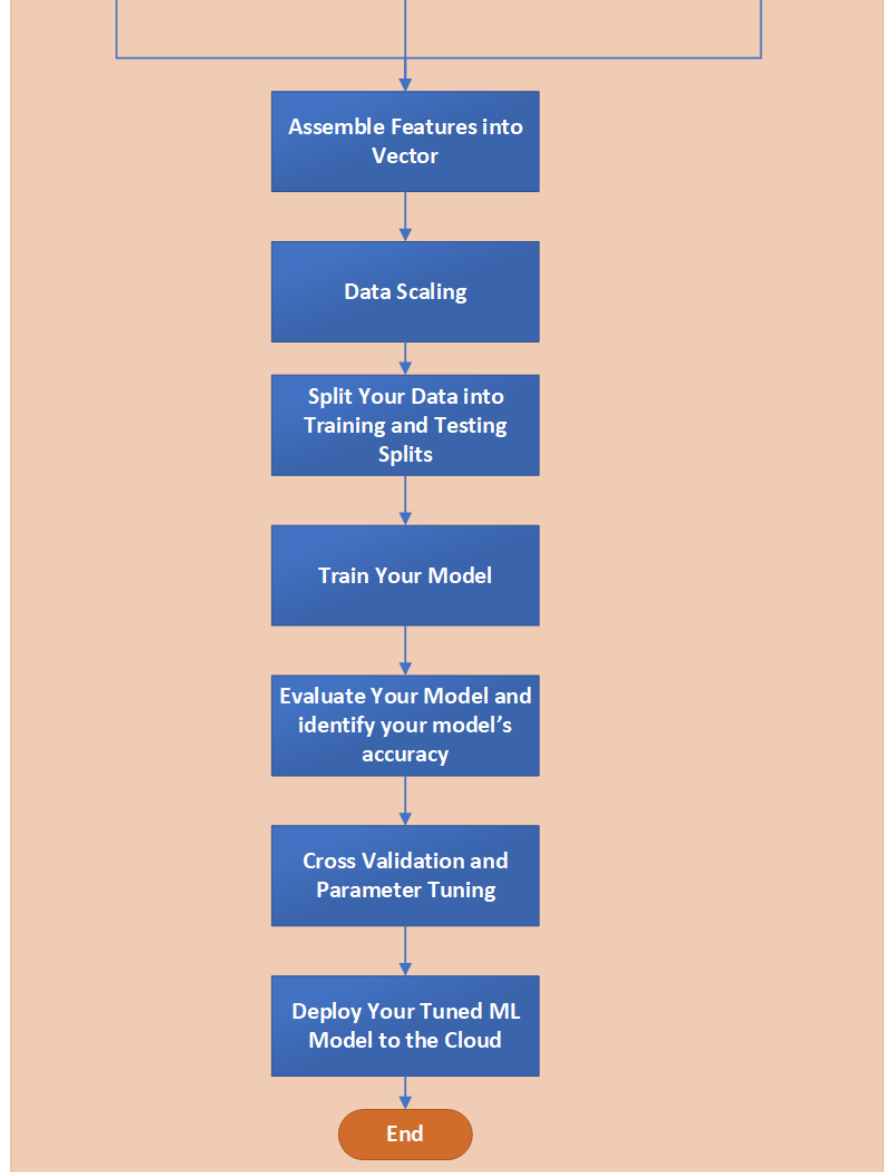 Assemble Features into
Vector
Data Scaling
Split Your Data into
Training and Testing
Splits
Train Your Model
Evaluate Your Model and
identify your model’s
accuracy
Cross Validation and
Parameter Tuning
Deploy Your Tuned ML
Model to the Cloud
End